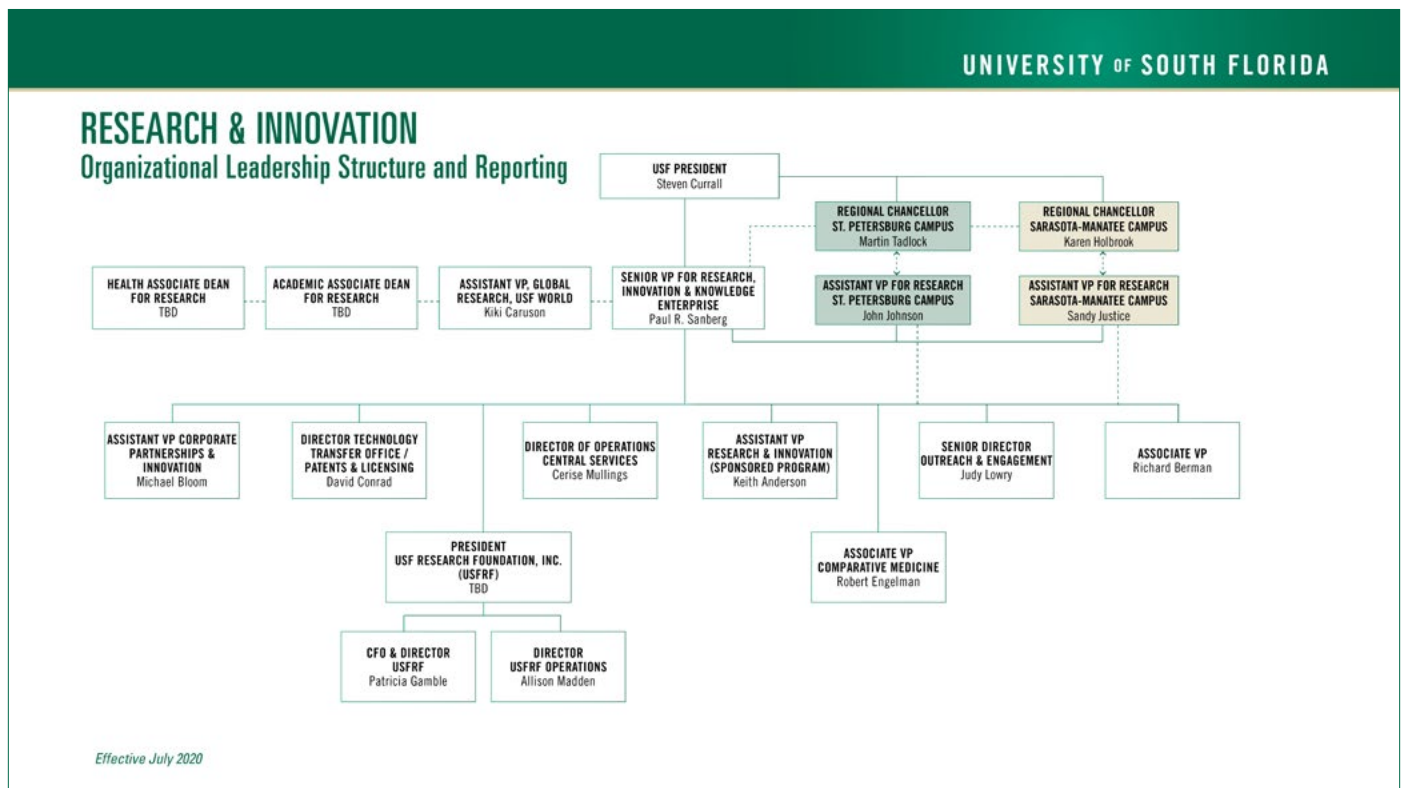 UNIVERSITY OF SOUTH FLORIDA
RESEARCH & INNOVATION
Organizational Leadership Structure and Reporting
USF PRESIDENT
Steven Currall
REGIONAL CHANCELLOR
ST. PETERSBURG CAMPUS
Martin Tadlock
REGIONAL CHANCELLOR
SARASOTA-MANATEE CAMPUS
Karen Holbrook
HEALTH ASSOCIATE DEAN
FOR RESEARCH
TBD
ACADEMIC ASSOCIATE DEAN
FOR RESEARCH
TBD
ASSISTANT VP, GLOBAL
RESEARCH, USF WORLD
Kiki Caruson
SENIOR VP FOR RESEARCH,
INNOVATION & KNOWLEDGE
ENTERPRISE
Paul R. Sanberg
ASSISTANT VP FOR RESEARCH
ST. PETERSBURG CAMPUS
John Johnson
ASSISTANT VP FOR RESEARCH
SARASOTA-MANATEE CAMPUS
Sandy Justice
ASSISTANT VP CORPORATE
PARTNERSHIPS &
INNOVATION
Michael Bloom
DIRECTOR TECHNOLOGY
TRANSFER OFFICE /
PATENTS & LICENSING
David Conrad
DIRECTOR OF OPERATIONS
CENTRAL SERVICES
Cerise Mullings
ASSISTANT VP
RESEARCH & INNOVATION
(SPONSORED PROGRAM)
Keith Anderson
SENIOR DIRECTOR
OUTREACH & ENGAGEMENT
Judy Lowry
ASSOCIATE VP
Richard Berman
PRESIDENT
USF RESEARCH FOUNDATION, INC.
(USFRF)
TBD
ASSOCIATE VP
COMPARATIVE MEDICINE
Robert Engelman
CFO & DIRECTOR
USFRF
Patricia Gamble
DIRECTOR
USFRF OPERATIONS
Allison Madden
Effective July 2020